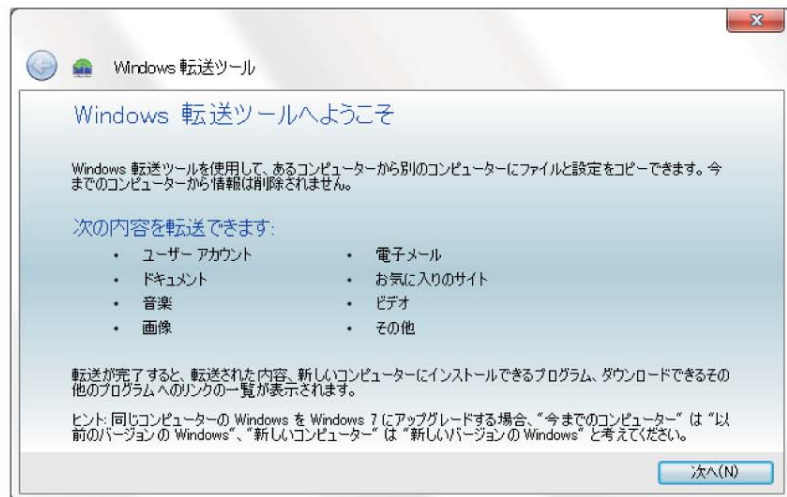 Windows 転送ツール
Windows 転送ツールへようこそ
Windows 転送ツールを使用して、あるコンピューターから別のコンピューターにファイルと設定をコピーできます。今
までのコンピューターから情報は削除されません。
次の内容を転送できます:
• ユーザー アカウント • 電子メール
• ドキュメント • お気に入りのサイト
• 音楽 • ビデオ
• 画像 • その他
転送が完了すると、転送された内容、新しいコンピューターにインストールできるプログラム、ダウンロードできるその
他のプログラムへのリンクの一覧が表示されます。
ヒント: 同じコンピューターの Windows を Windows 7 にアップグレードする場合、“今までのコンピューター” は “以
前のバージョンの Windows”、“新しいコンピューター” は “新しいバージョンの Windows” と考えてください。
次へ(N)